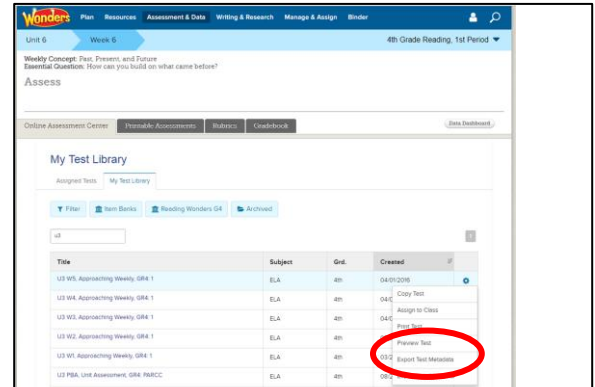 Wonders Plan Resources Assessment & Data Writing & Research Manage & Assign Binder
Unit 6 Week 6 4th Grade Reading, 1st Period
Weekly Concept: Past, Present, and Future
Essential Question: How can you build on what came before?
Assess
Online Assessment Center Printable Assessments Rubrics Gradebook Data Dashboard
My Test Library
Assigned Tests My Test Library
Filter Item Banks Reading Wonders G4 Archived
u3 1
Title Subject Grd. Created
U3 W5, Approaching Weekly, GR4: 1 ELA 4th 04/01/2016
Copy Test
U3 W4, Approaching Weekly, GR4: 1 ELA 4th
Assign to Class
U3 W3, Approaching Weekly, GR4: 1 ELA 4th
Print Test
U3 W2, Approaching Weekly, GR4: 1 ELA 4th
Preview Test
U3 W1, Approaching Weekly, GR4: 1 ELA 4th
Export Test Metadata
U3 PBA, Unit Assessment, GR4: PARCC ELA 4th